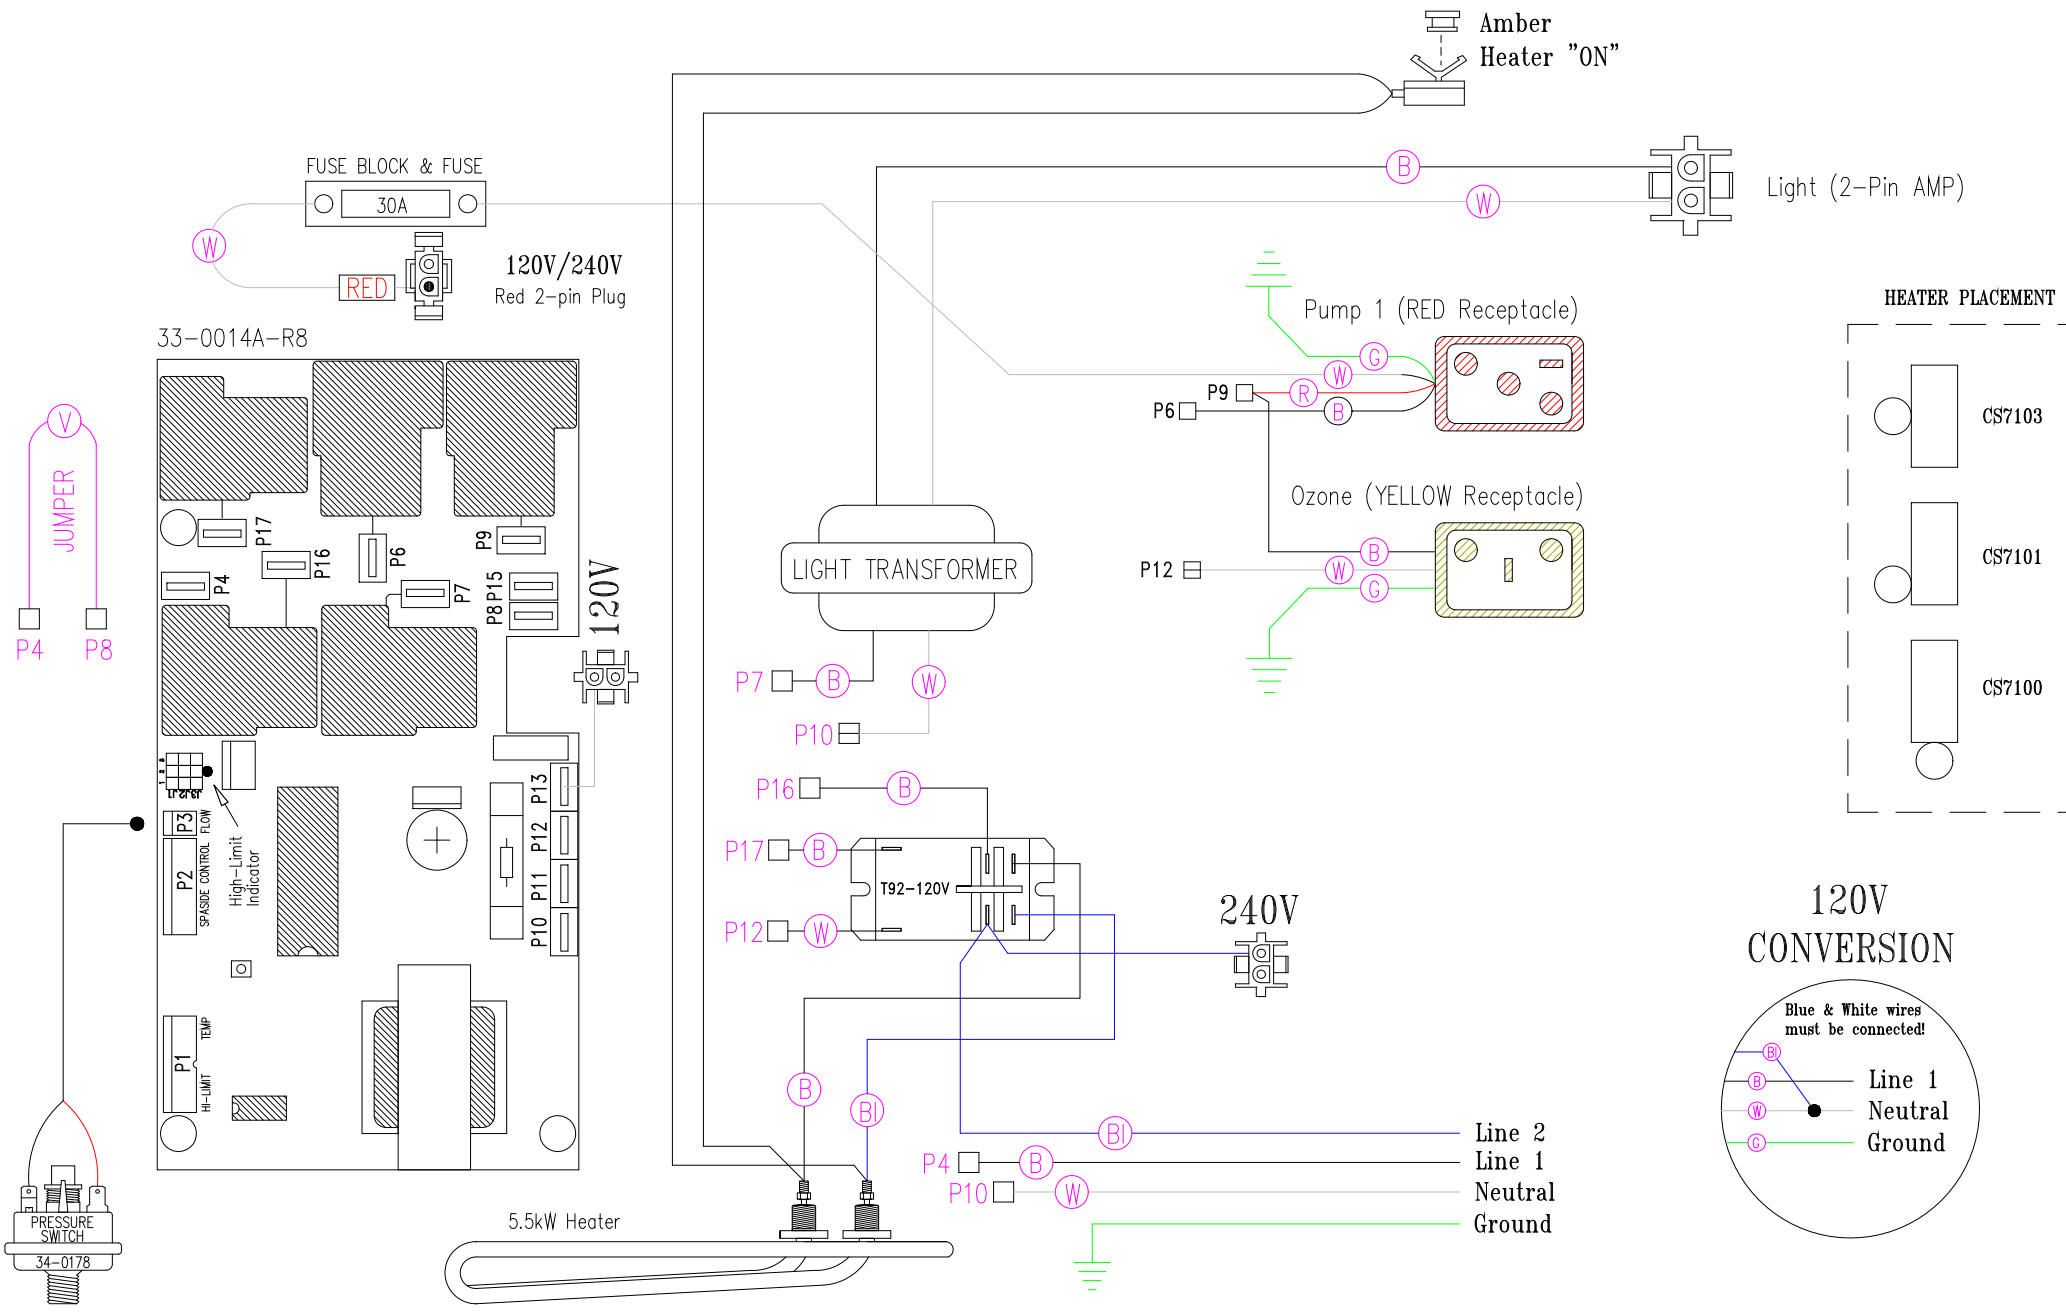 Amber
Heater "ON"
FUSE BLOCK & FUSE
30A
B
W
Light (2-Pin AMP)
W
RED
120V/240V
Red 2-pin Plug
33-0014A-R8
Pump 1 (RED Receptacle)
G
W
P9
R
P6
B
HEATER PLACEMENT
CS7103
CS7101
CS7100
V
JUMPER
P4
P8
P17
P16
P6
P9
P4
P7
P15
P8
120V
Ozone (YELLOW Receptacle)
B
P12
W
G
LIGHT TRANSFORMER
P7
B
W
P10
P16
B
P17
B
T92-120V
P12
W
240V
1 2 3
J3J2J1
P3
FLOW
P2
SPASIDE CONTROL
High-Limit
Indicator
P13
P12
P11
P10
P1
TEMP
HI-LIMIT
B
Bl
Bl
Line 2
P4
B
Line 1
P10
W
Neutral
Ground
5.5kW Heater
PRESSURE
SWITCH
34-0178
120V
CONVERSION
Blue & White wires
must be connected!
Bl
B
Line 1
W
Neutral
G
Ground